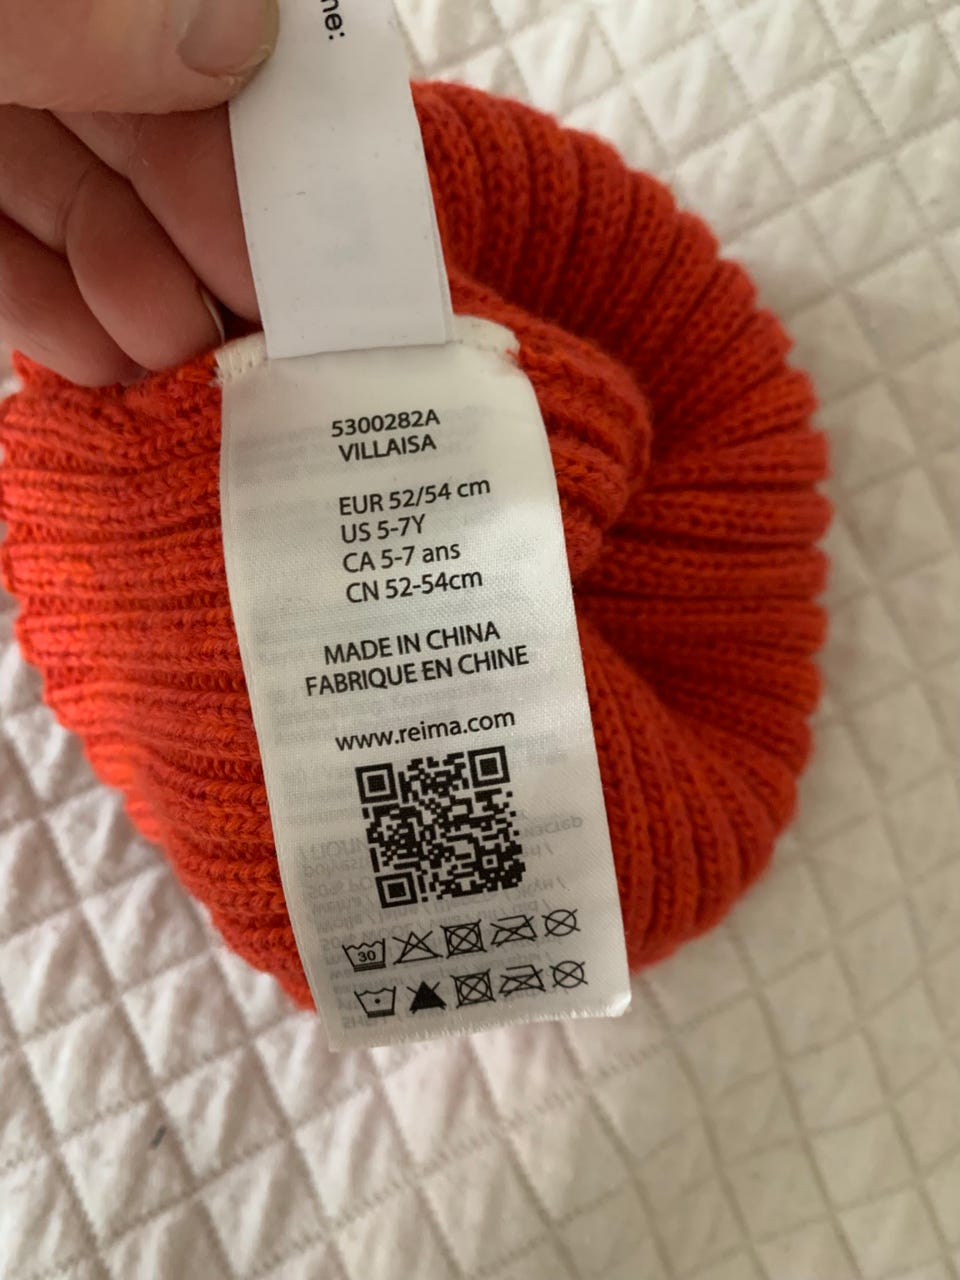 ne:
5300282A
VILLAISA
EUR 52/54 cm
US 5-7Y
CA 5-7 ans
CN 52-54cm
MADE IN CHINA
FABRIQUE EN CHINE
www.reima.com
30